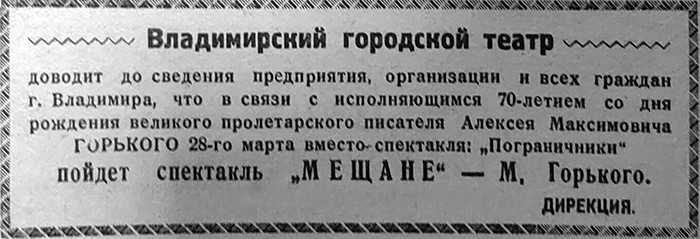 Владимирский городской театр
доводит до сведения предприятия, организации и всех граждан
г. Владимира, что в связи с исполняющимся 70-летнем со дня
рождения великого пролетарского писателя Алексея Максимовича
ГОРЬКОГО 28-го марта вместо спектакля: „Пограничники"
пойдет спектакль „МЕЩАНЕ" — М. Горького.
ДИРЕКЦИЯ.